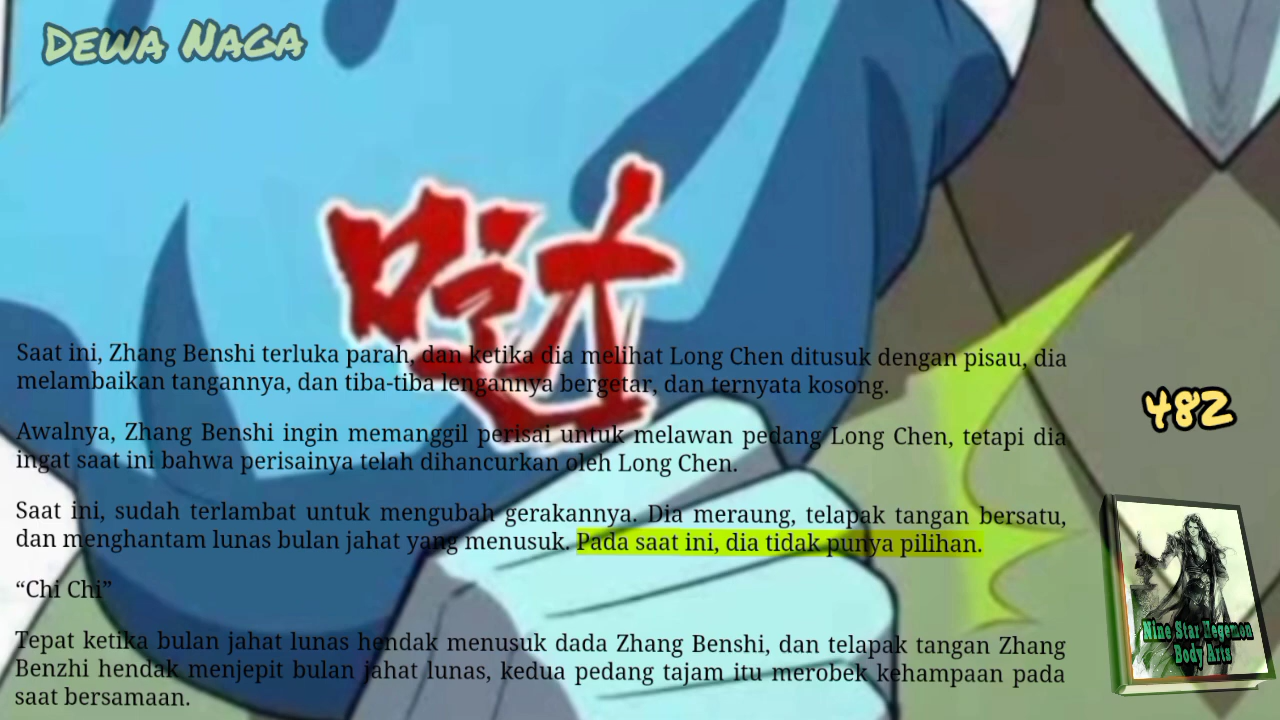 Dewa Naga
哒
Saat ini, Zhang Benshi terluka parah, dan ketika dia melihat Long Chen ditusuk dengan pisau, dia
melambaikan tangannya, dan tiba-tiba lengannya bergetar, dan ternyata kosong.
Awalnya, Zhang Benshi ingin memanggil perisai untuk melawan pedang Long Chen, tetapi dia
ingat saat ini bahwa perisainya telah dihancurkan oleh Long Chen.
Saat ini, sudah terlambat untuk mengubah gerakannya. Dia meraung, telapak tangan bersatu,
dan menghantam lunas bulan jahat yang menusuk. Pada saat ini, dia tidak punya pilihan.
“Chi Chi”
Tepat ketika bulan jahat lunas hendak menusuk dada Zhang Benshi, dan telapak tangan Zhang
Benzhi hendak menjepit bulan jahat lunas, kedua pedang tajam itu merobek kehampaan pada
saat bersamaan.
482
Nine Star Hegemon
Body Arts